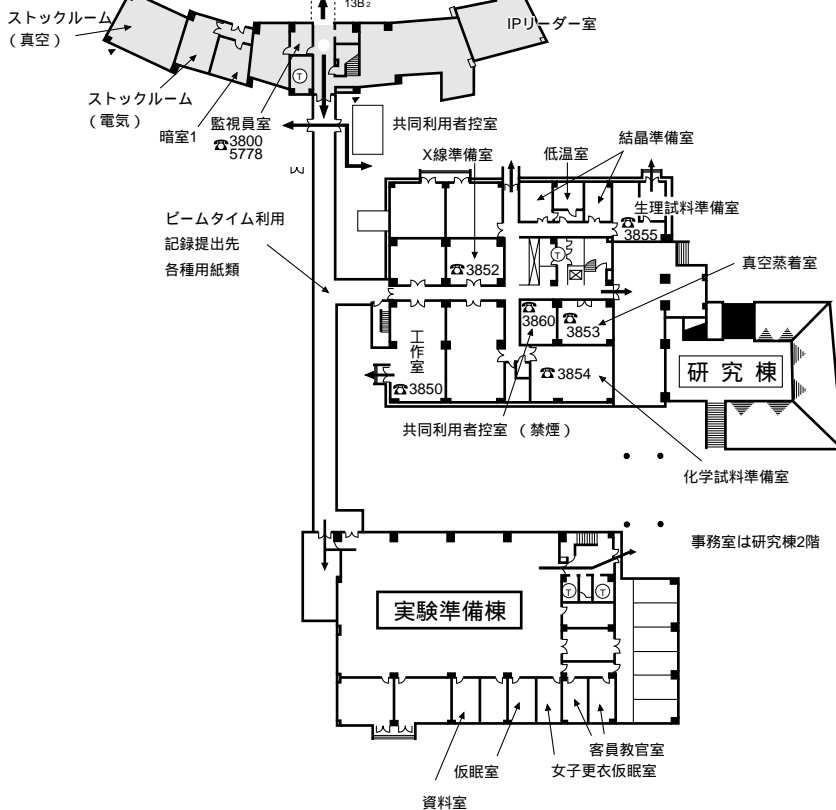 13B2
ストックルーム
（真空）
IPリーダー室
ストックルーム
（電気）
暗室1
監視員室
☎3800
5778
共同利用者控室
X線準備室
低温室
結晶準備室
生理試料準備室
☎3855
ビームタイム利用
記録提出先
各種用紙類
☎3852
真空蒸着室
☎
3860
☎
3853
工作室
☎3850
☎3854
研究棟
共同利用者控室（禁煙）
化学試料準備室
事務室は研究棟2階
実験準備棟
T
T
T
T
客員教官室
仮眠室
女子更衣仮眠室
資料室